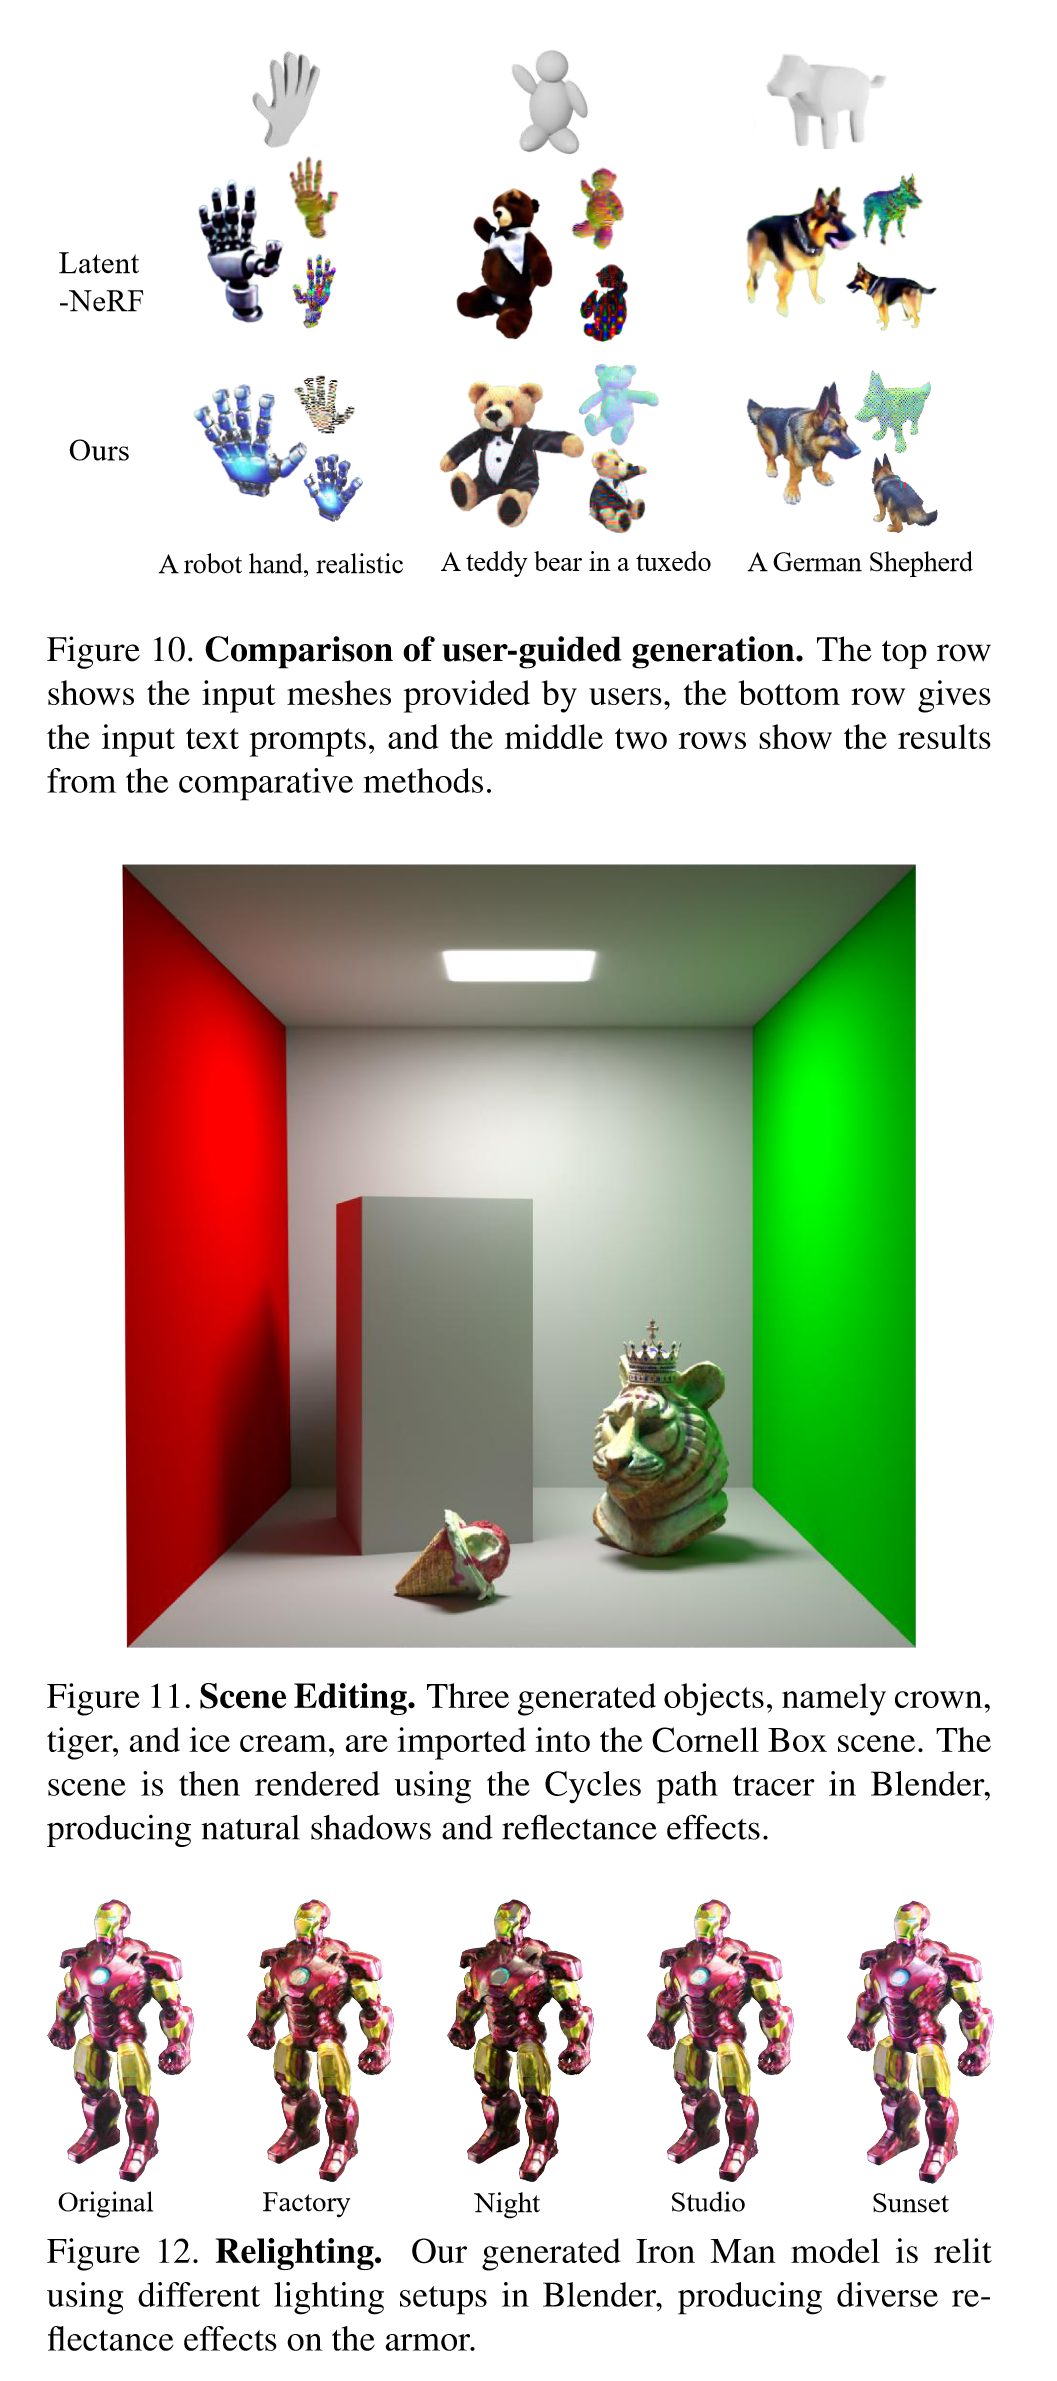 Latent
-NeRF
Ours
A robot hand, realistic A teddy bear in a tuxedo A German Shepherd
Figure 10. Comparison of user-guided generation. The top row
shows the input meshes provided by users, the bottom row gives
the input text prompts, and the middle two rows show the results
from the comparative methods.
Figure 11. Scene Editing. Three generated objects, namely crown,
tiger, and ice cream, are imported into the Cornell Box scene. The
scene is then rendered using the Cycles path tracer in Blender,
producing natural shadows and reflectance effects.
Original Factory Night Studio Sunset
Figure 12. Relighting. Our generated Iron Man model is relit
using different lighting setups in Blender, producing diverse re-
flectance effects on the armor.